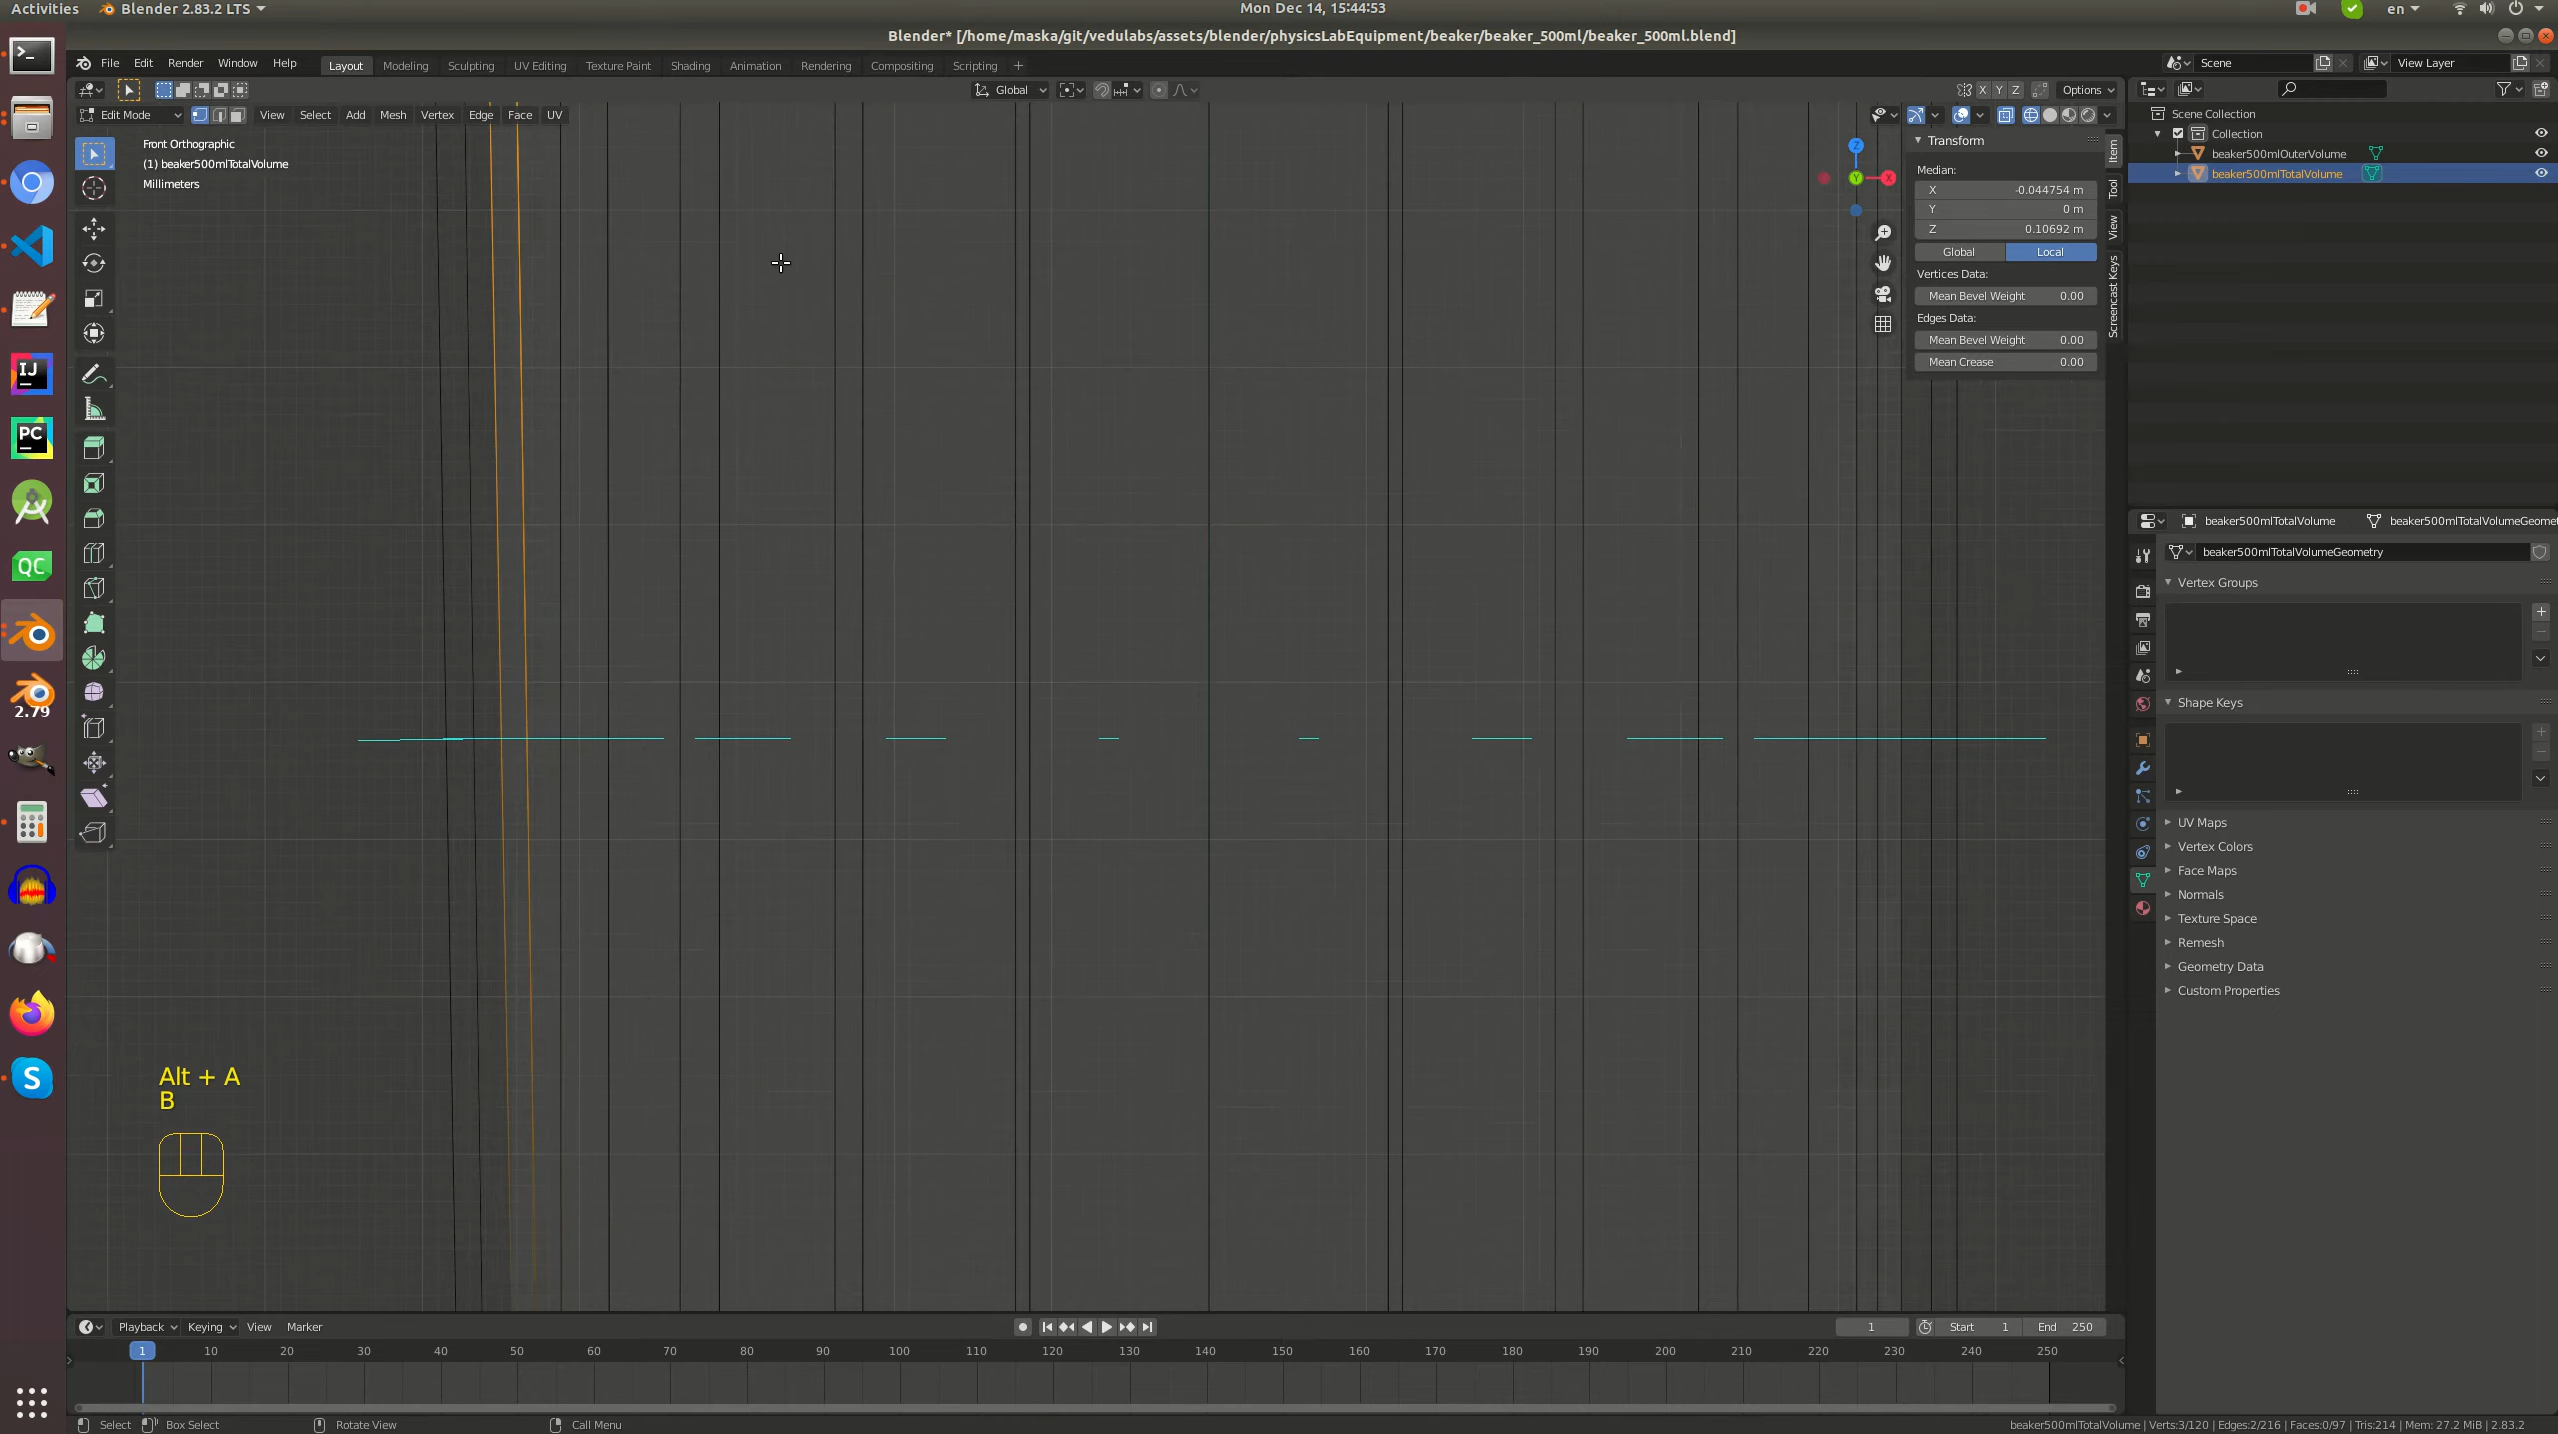 Activities Blender 2.83.2 LTS Mon Dec 14, 15:44:53 en
Blender* [/home/maska/git/vedulabs/assets/blender/physicsLabEquipment/beaker/beaker_500ml/beaker_500ml.blend]
File Edit Render Window Help Layout Modeling Sculpting UV Editing Texture Paint Shading Animation Rendering Compositing Scripting + Scene View Layer
Global X Y Z Options
Edit Mode View Select Add Mesh Vertex Edge Face UV
Front Orthographic
(1) beaker500mlTotalVolume
Millimeters
Z
Y
X
Transform
Median:
X -0.044754 m
Y 0 m
Z 0.10692 m
Global Local
Vertices Data:
Mean Bevel Weight 0.00
Edges Data:
Mean Bevel Weight 0.00
Mean Crease 0.00
Item
Tool
View
Screencast Keys
Scene Collection
Collection
beaker500mlOuterVolume
beaker500mlTotalVolume
beaker500mlTotalVolume beaker500mlTotalVolumeGeomet
beaker500mlTotalVolumeGeometry
Vertex Groups
Shape Keys
UV Maps
Vertex Colors
Face Maps
Normals
Texture Space
Remesh
Geometry Data
Custom Properties
IJ
PC
QC
2.79
S
Alt + A
B
Playback Keying View Marker 1 Start 1 End 250
1 10 20 30 40 50 60 70 80 90 100 110 120 130 140 150 160 170 180 190 200 210 220 230 240 250
Select Box Select Rotate View Call Menu beaker500mlTotalVolume | Verts:3/120 | Edges:2/216 | Faces:0/97 | Tris:214 | Mem: 27.2 MiB | 2.83.2